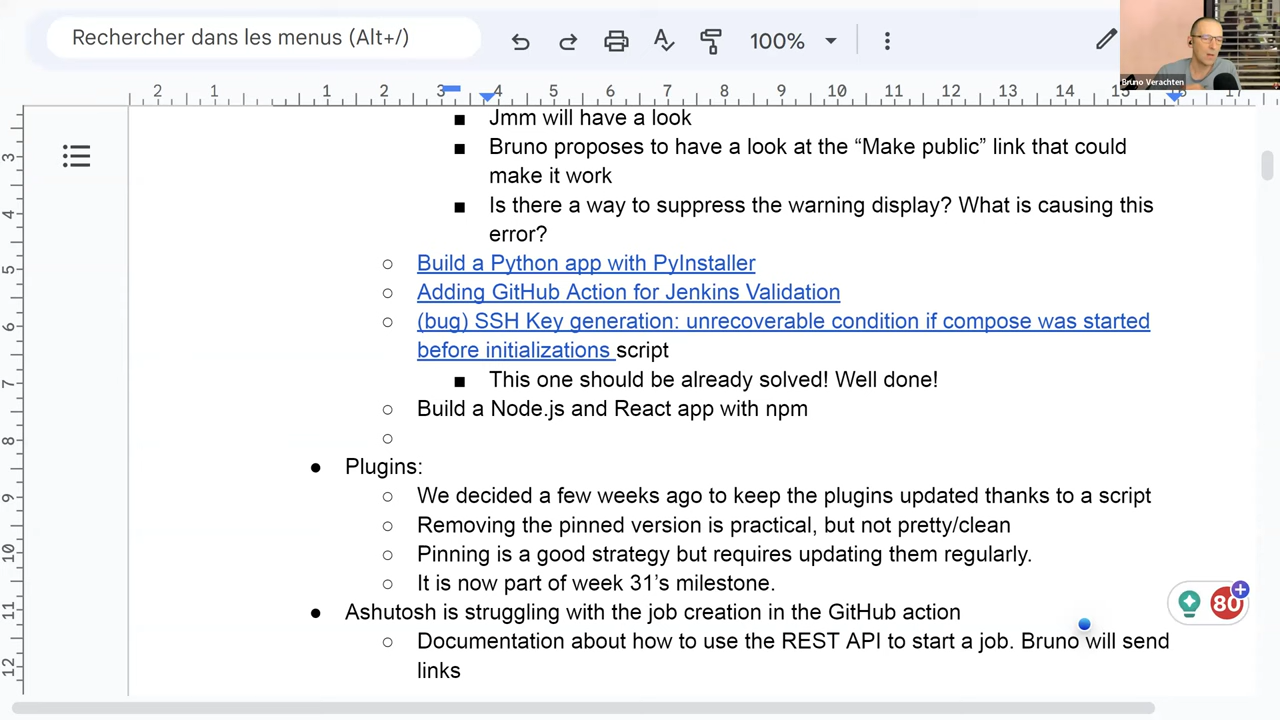 Rechercher dans les menus (Alt+/)
100%
Bruno Verachten
2 1 1 2 3 4 5 6 7 8 9 10 11 12 13 14 15 16 17
3
4
5
6
7
8
9
10
11
12
■ Jmm will have a look
■ Bruno proposes to have a look at the “Make public” link that could
make it work
■ Is there a way to suppress the warning display? What is causing this
error?
○ Build a Python app with PyInstaller
○ Adding GitHub Action for Jenkins Validation
○ (bug) SSH Key generation: unrecoverable condition if compose was started
before initializations script
■ This one should be already solved! Well done!
○ Build a Node.js and React app with npm
○
● Plugins:
○ We decided a few weeks ago to keep the plugins updated thanks to a script
○ Removing the pinned version is practical, but not pretty/clean
○ Pinning is a good strategy but requires updating them regularly.
○ It is now part of week 31’s milestone.
● Ashutosh is struggling with the job creation in the GitHub action
○ Documentation about how to use the REST API to start a job. Bruno will send
links
80